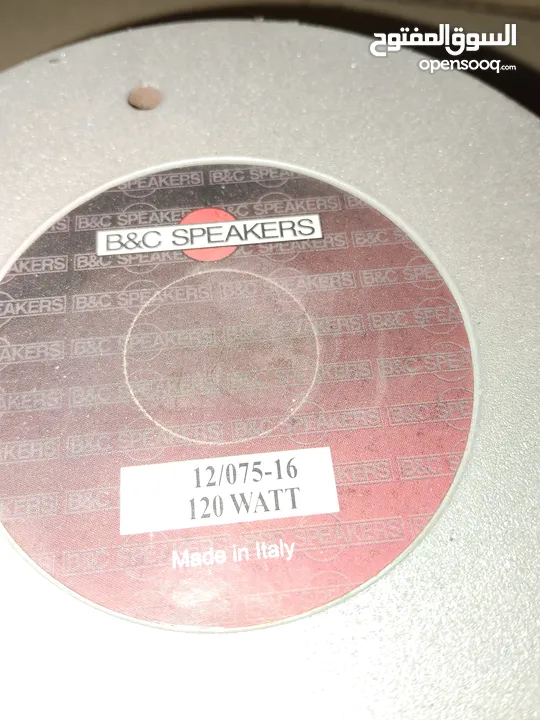 السوق المفتوح
opensooq.com
B&C SPEAKERS
12/075-16
120 WATT
Made in Italy